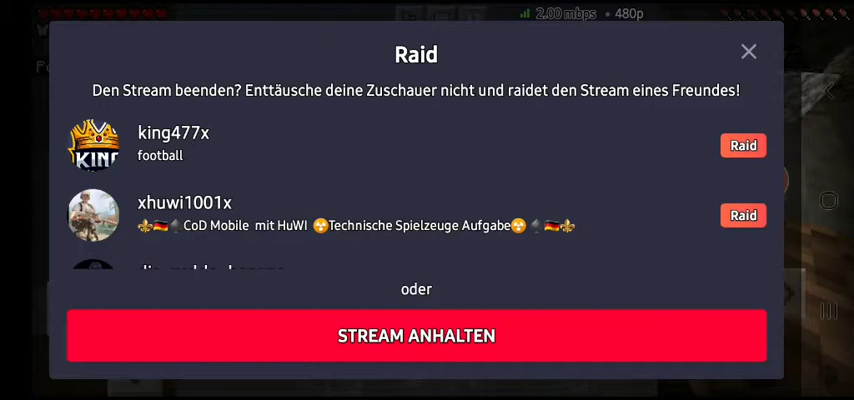 2.00 mbps • 480p
Raid
Den Stream beenden? Enttäusche deine Zuschauer nicht und raidet den Stream eines Freundes!
KING
king477x
football
Raid
xhuwi1001x
⚜️🇩🇪♠️CoD Mobile mit HuWI ☢️Technische Spielzeuge Aufgabe☢️♠️🇩🇪⚜️
Raid
oder
STREAM ANHALTEN